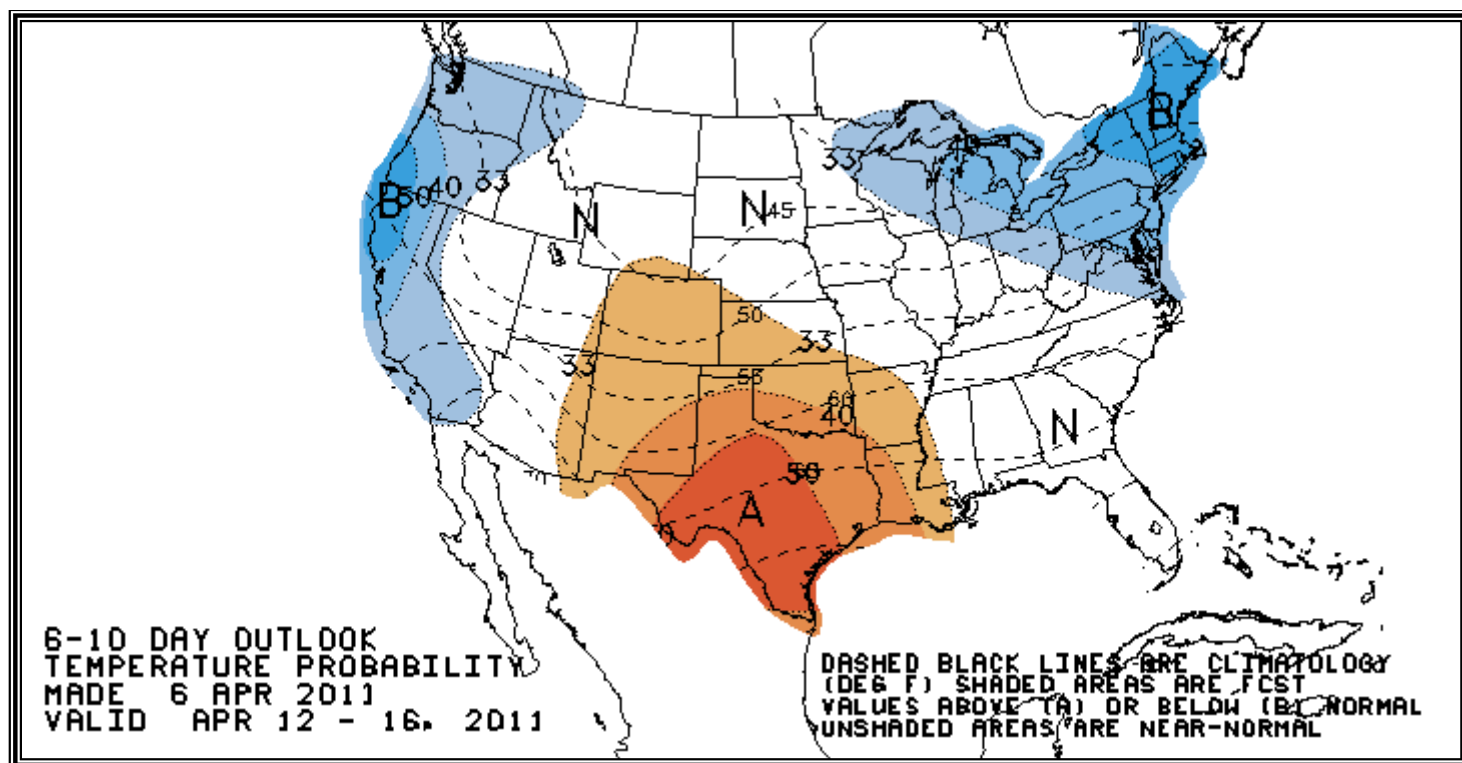 B
33
B
50
40
33
N
N
45
50
33
33
55
60
40
N
50
A
6-10 DAY OUTLOOK
TEMPERATURE PROBABILITY
MADE 6 APR 2011
VALID APR 12 - 16, 2011
DASHED BLACK LINES ARE CLIMATOLOGY
(DEG F) SHADED AREAS ARE FCST
VALUES ABOVE (A) OR BELOW (B) NORMAL
UNSHADED AREAS ARE NEAR-NORMAL